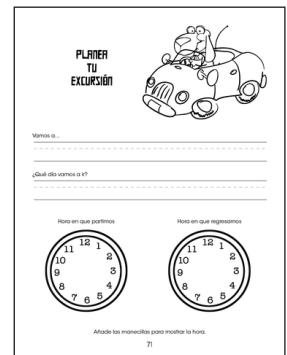 PLANEA
TU
EXCURSIÓN
Vamos a...
¿Qué día vamos a ir?
Hora en que partimos
Hora en que regresamos
12
11 1
10 2
9 3
8 4
7 6 5
12
11 1
10 2
9 3
8 4
7 6 5
Añade las manecillas para mostrar la hora.
71